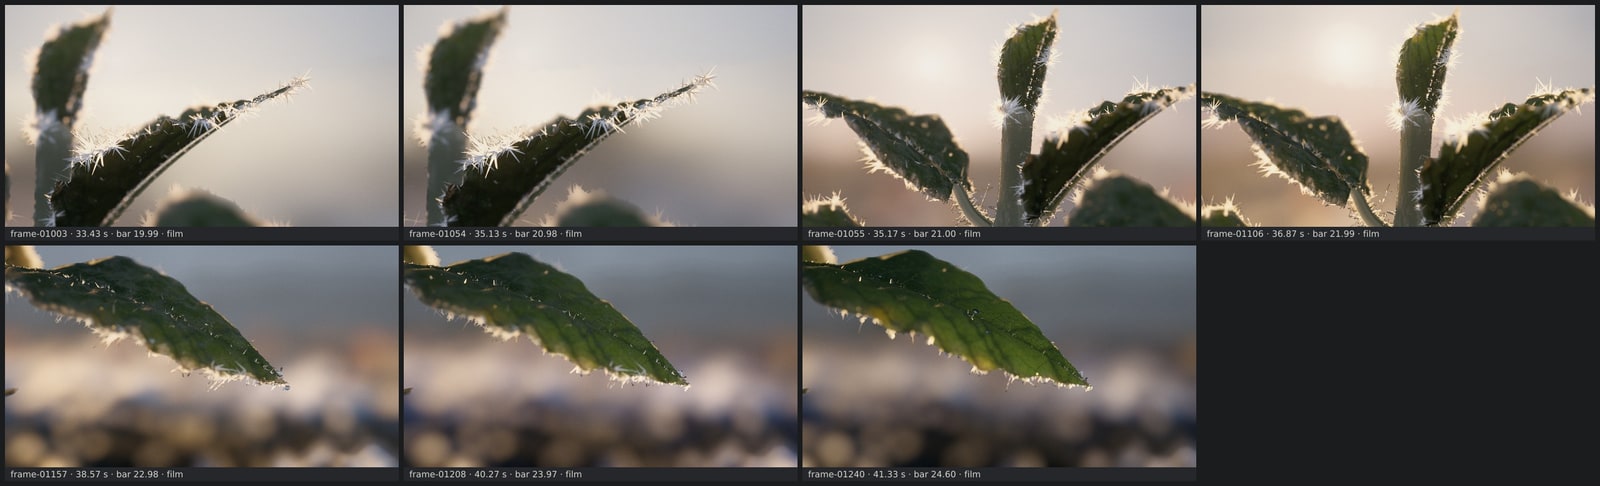 frame-01003 · 33.43 s · bar 19.99 · film
frame-01054 · 35.13 s · bar 20.98 · film
frame-01055 · 35.17 s · bar 21.00 · film
frame-01106 · 36.87 s · bar 21.99 · film
frame-01157 · 38.57 s · bar 22.98 · film
frame-01208 · 40.27 s · bar 23.97 · film
frame-01240 · 41.33 s · bar 24.60 · film